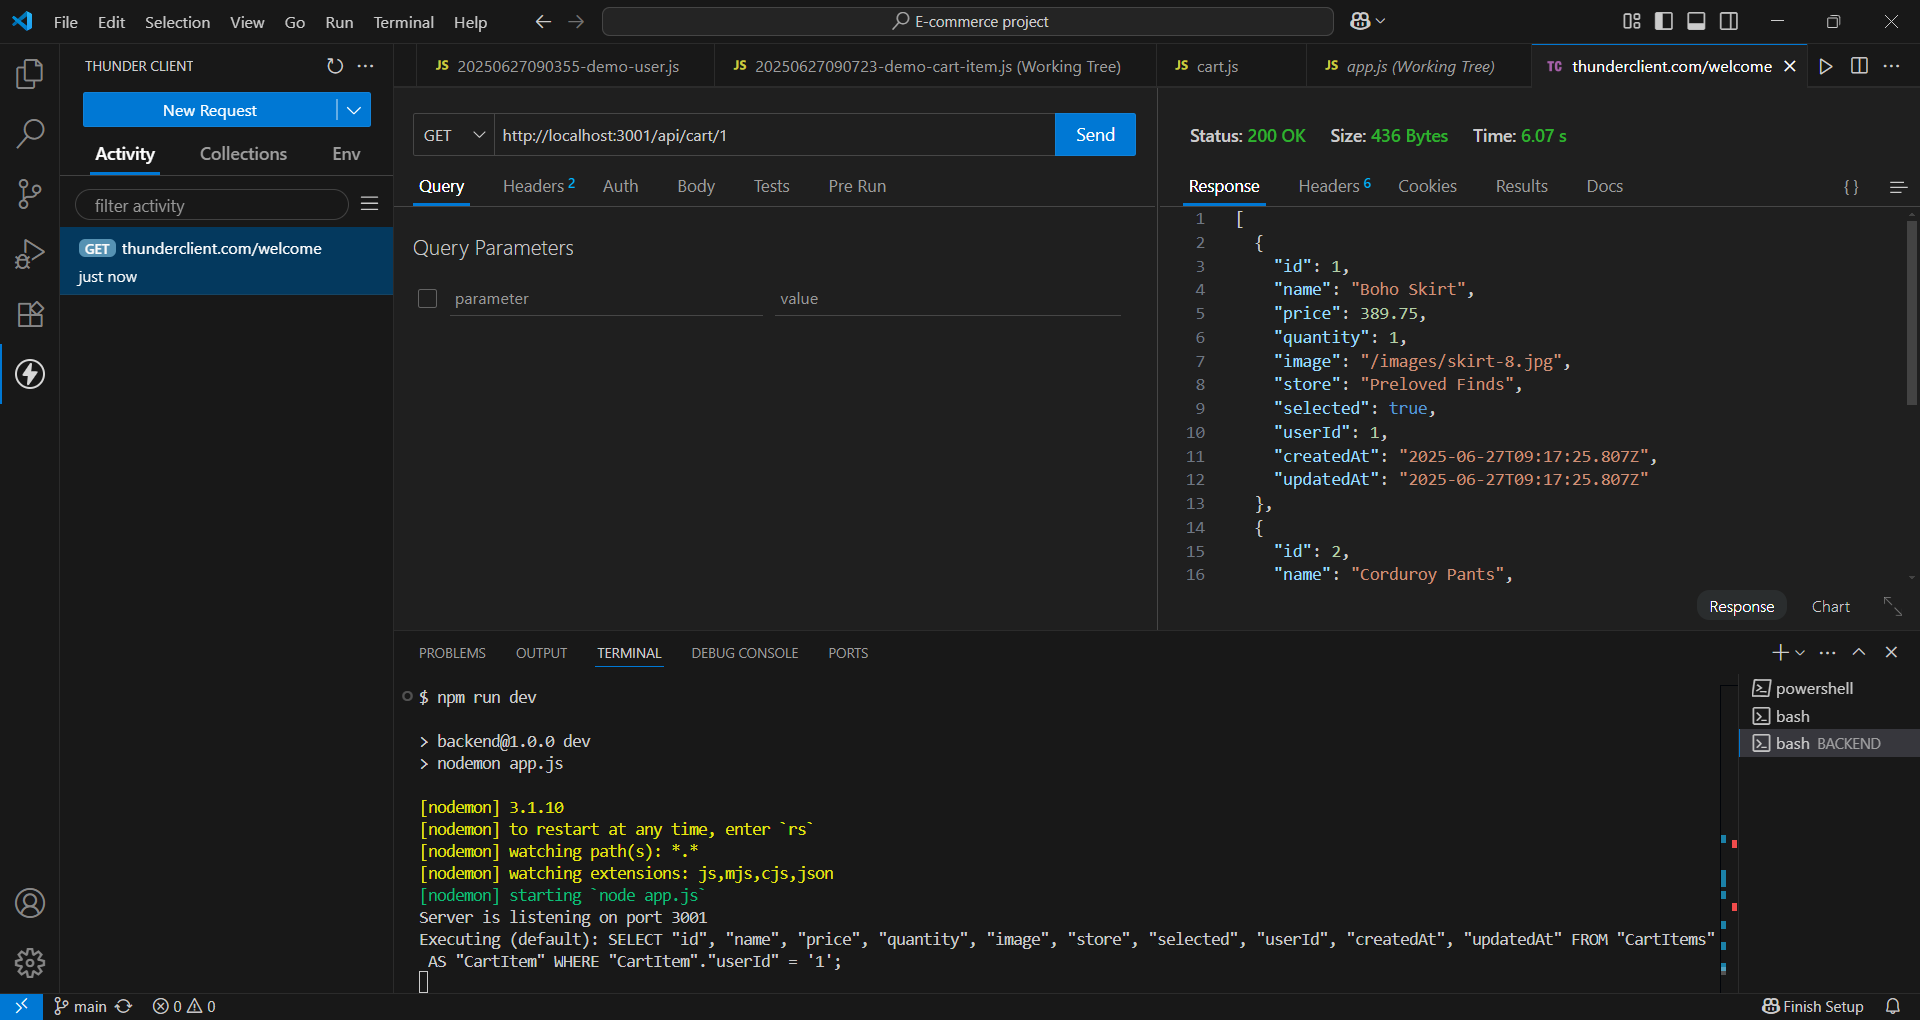 File Edit Selection View Go Run Terminal Help
E-commerce project
THUNDER CLIENT
New Request
Activity Collections Env
filter activity
GET thunderclient.com/welcome
just now
JS 20250627090355-demo-user.js
JS 20250627090723-demo-cart-item.js (Working Tree)
JS cart.js
JS app.js (Working Tree)
TC thunderclient.com/welcome
GET http://localhost:3001/api/cart/1 Send
Query Headers 2 Auth Body Tests Pre Run
Query Parameters
parameter value
Status: 200 OK Size: 436 Bytes Time: 6.07 s
Response Headers 6 Cookies Results Docs {}
1 [
2 {
3 "id": 1,
4 "name": "Boho Skirt",
5 "price": 389.75,
6 "quantity": 1,
7 "image": "/images/skirt-8.jpg",
8 "store": "Preloved Finds",
9 "selected": true,
10 "userId": 1,
11 "createdAt": "2025-06-27T09:17:25.807Z",
12 "updatedAt": "2025-06-27T09:17:25.807Z"
13 },
14 {
15 "id": 2,
16 "name": "Corduroy Pants",
Response Chart
PROBLEMS OUTPUT TERMINAL DEBUG CONSOLE PORTS
$ npm run dev
> backend@1.0.0 dev
> nodemon app.js
[nodemon] 3.1.10
[nodemon] to restart at any time, enter `rs`
[nodemon] watching path(s): *.*
[nodemon] watching extensions: js,mjs,cjs,json
[nodemon] starting `node app.js`
Server is listening on port 3001
Executing (default): SELECT "id", "name", "price", "quantity", "image", "store", "selected", "userId", "createdAt", "updatedAt" FROM "CartItems"
AS "CartItem" WHERE "CartItem"."userId" = '1';
powershell
bash
bash BACKEND
main 0 0
Finish Setup